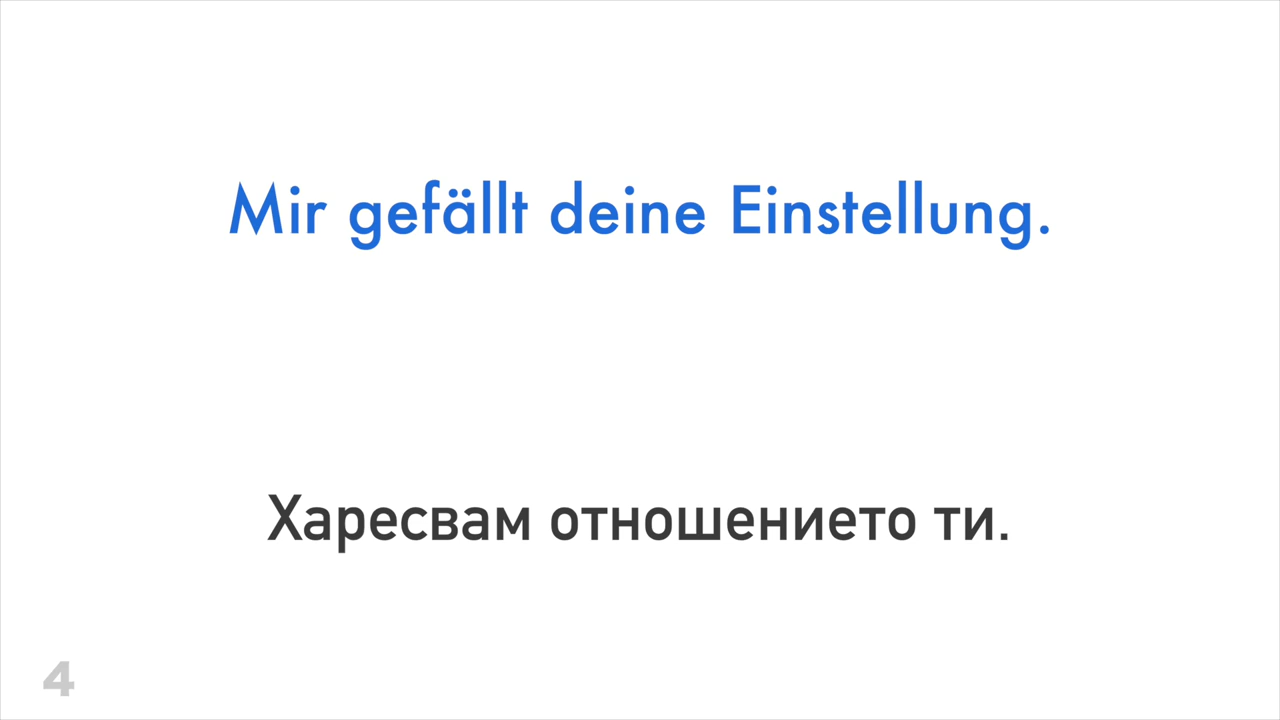 Mir gefällt deine Einstellung.
Харесвам отношението ти.
4